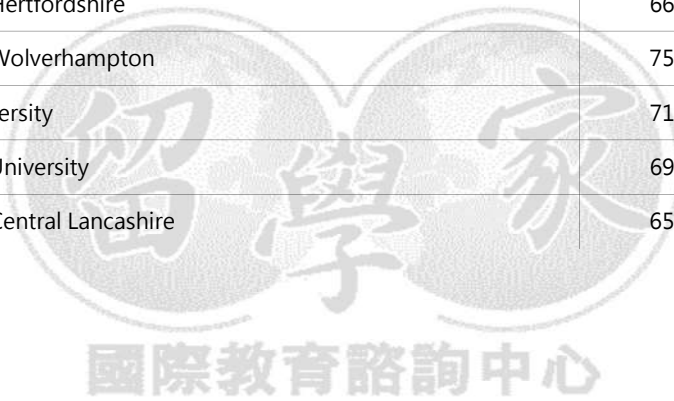 Hertfordshire 66
Wolverhampton 75
ersity 71
University 69
Central Lancashire 65
留學家
國際教育諮詢中心